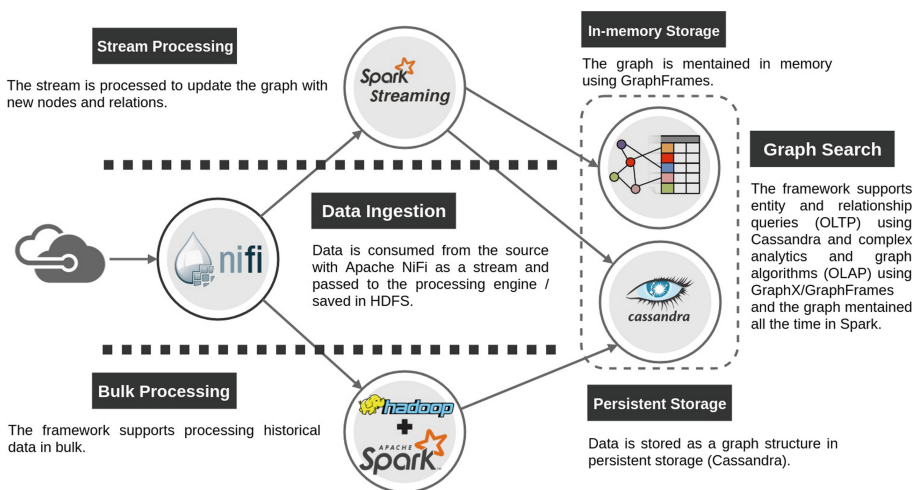 Stream Processing
The stream is processed to update the graph with
new nodes and relations.
Spark
Streaming
In-memory Storage
The graph is mentained in memory
using GraphFrames.
Graph Search
The framework supports
entity and relationship
queries (OLTP) using
Cassandra and complex
analytics and graph
algorithms (OLAP) using
GraphX/GraphFrames
and the graph mentained
all the time in Spark.
nifi
Data Ingestion
Data is consumed from the source
with Apache NiFi as a stream and
passed to the processing engine /
saved in HDFS.
cassandra
Bulk Processing
The framework supports processing historical
data in bulk.
hadoop
+
APACHE
Spark
Persistent Storage
Data is stored as a graph structure in
persistent storage (Cassandra).